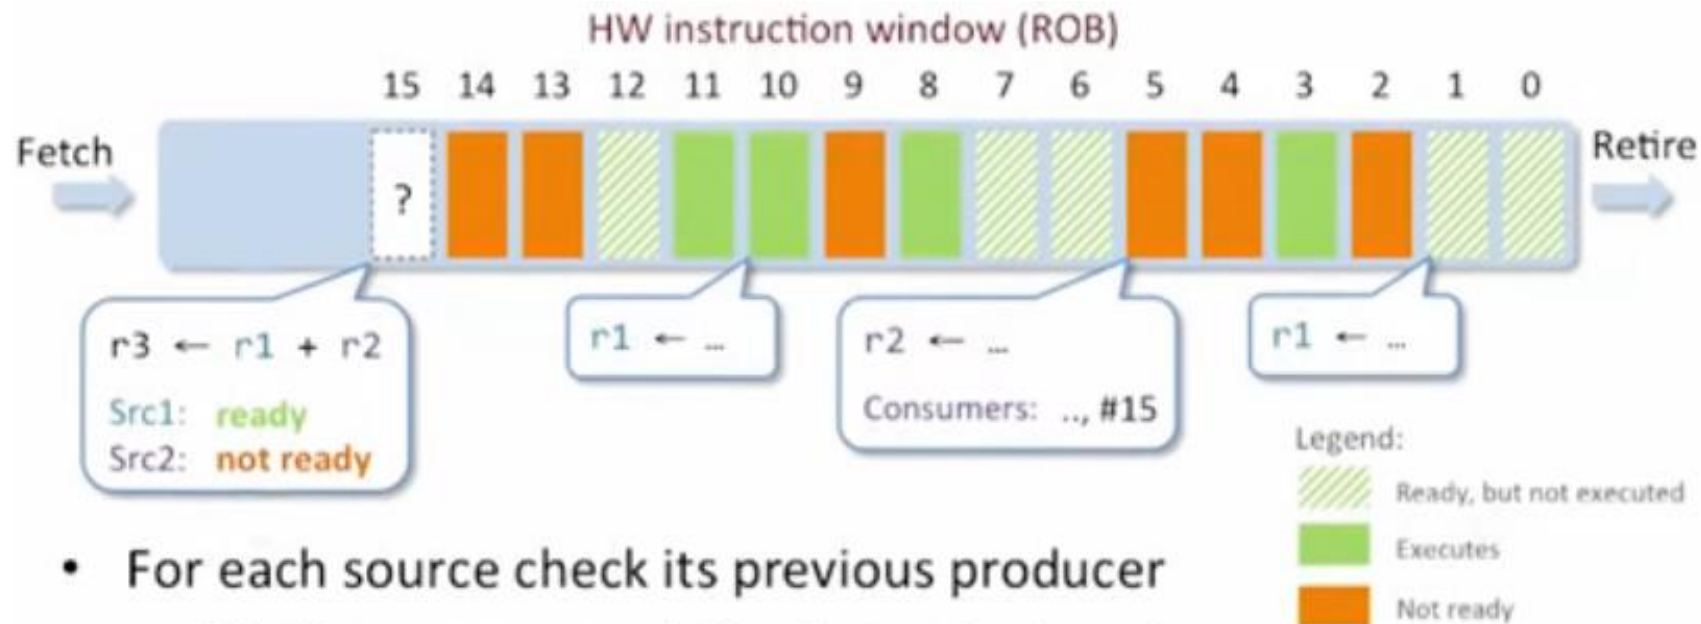 HW instruction window (ROB)
15 14 13 12 11 10 9 8 7 6 5 4 3 2 1 0
Fetch
?
Retire
r3 ← r1 + r2
Src1: ready
Src2: not ready
r1 ← …
r2 ← …
Consumers: .., #15
r1 ← …
Legend:
Ready, but not executed
Executes
Not ready
• For each source check its previous producer